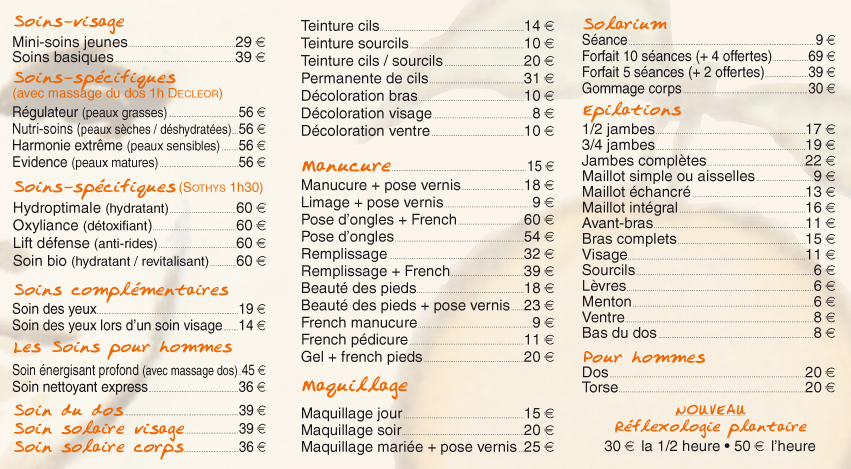 Soins-visage
Mini-soins jeunes 29 €
Soins basiques 39 €
Soins-spécifiques
(avec massage du dos 1h DECLEOR)
Régulateur (peaux grasses) 56 €
Nutri-soins (peaux sèches / déshydratées) 56 €
Harmonie extrême (peaux sensibles) 56 €
Evidence (peaux matures) 56 €
Soins-spécifiques (SOTHYS 1h30)
Hydroptimale (hydratant) 60 €
Oxyliance (détoxifiant) 60 €
Lift défense (anti-rides) 60 €
Soin bio (hydratant / revitalisant) 60 €
Soins complémentaires
Soin des yeux 19 €
Soin des yeux lors d'un soin visage 14 €
Les Soins pour hommes
Soin énergisant profond (avec massage dos) 45 €
Soin nettoyant express 36 €
Soin du dos 39 €
Soin solaire visage 39 €
Soin solaire corps 36 €
Teinture cils 14 €
Teinture sourcils 10 €
Teinture cils / sourcils 20 €
Permanente de cils 31 €
Décoloration bras 10 €
Décoloration visage 8 €
Décoloration ventre 10 €
Manucure 15 €
Manucure + pose vernis 18 €
Limage + pose vernis 9 €
Pose d'ongles + French 60 €
Pose d'ongles 54 €
Remplissage 32 €
Remplissage + French 39 €
Beauté des pieds 18 €
Beauté des pieds + pose vernis 23 €
French manucure 9 €
French pédicure 11 €
Gel + french pieds 20 €
Maquillage
Maquillage jour 15 €
Maquillage soir 20 €
Maquillage mariée + pose vernis 25 €
Solarium
Séance 9 €
Forfait 10 séances (+ 4 offertes) 69 €
Forfait 5 séances (+ 2 offertes) 39 €
Gommage corps 30 €
Epilations
1/2 jambes 17 €
3/4 jambes 19 €
Jambes complètes 22 €
Maillot simple ou aisselles 9 €
Maillot échancré 13 €
Maillot intégral 16 €
Avant-bras 11 €
Bras complets 15 €
Visage 11 €
Sourcils 6 €
Lèvres 6 €
Menton 6 €
Ventre 8 €
Bas du dos 8 €
Pour hommes
Dos 20 €
Torse 20 €
NOUVEAU
Réflexologie plantaire
30 € la 1/2 heure • 50 € l'heure